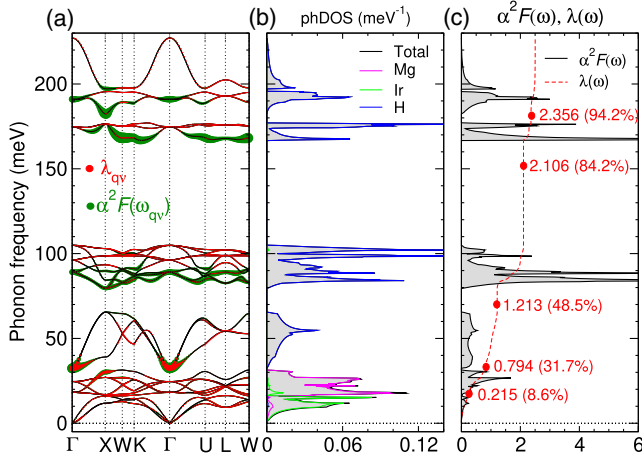 (a)
(b)
phDOS (meV⁻¹)
(c)
α²F(ω), λ(ω)
Phonon frequency (meV)
200
150
100
50
0
λqν
α²F(ωqν)
Γ X W K Γ U L W
Total
Mg
Ir
H
0 0.06 0.12
α²F(ω)
λ(ω)
2.356 (94.2%)
2.106 (84.2%)
1.213 (48.5%)
0.794 (31.7%)
0.215 (8.6%)
0 2 4 6